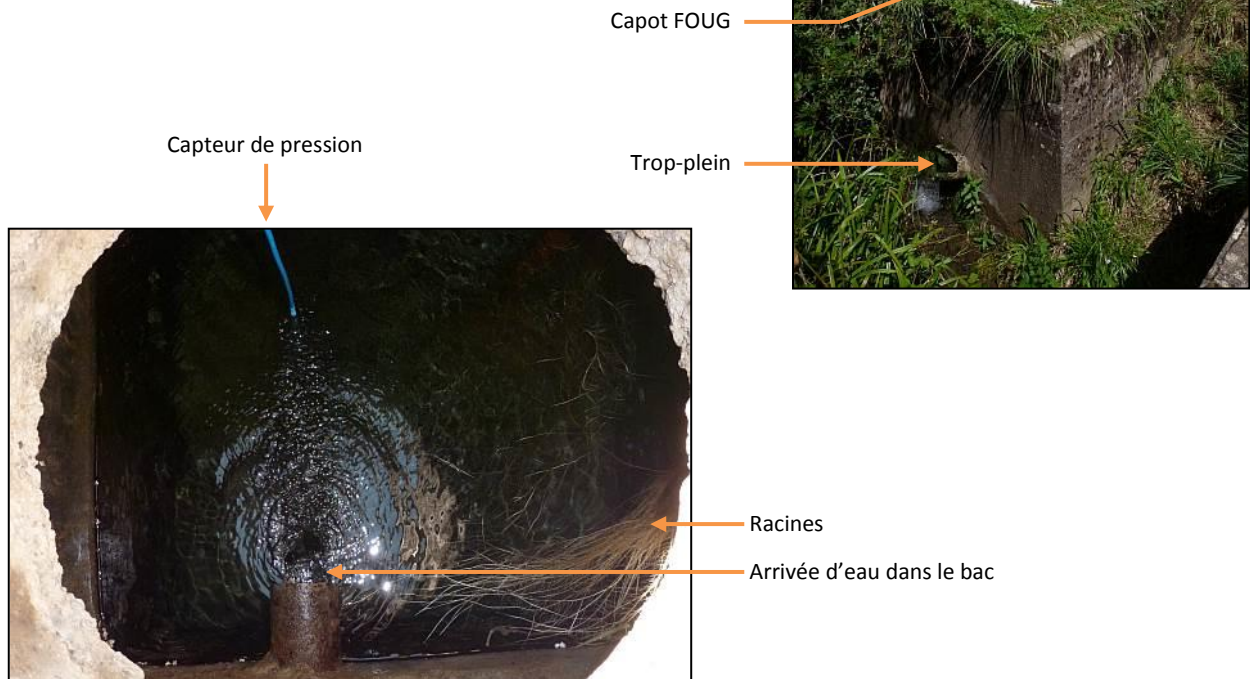 Capot FOUG
Capteur de pression
Trop-plein
Racines
Arrivée d'eau dans le bac